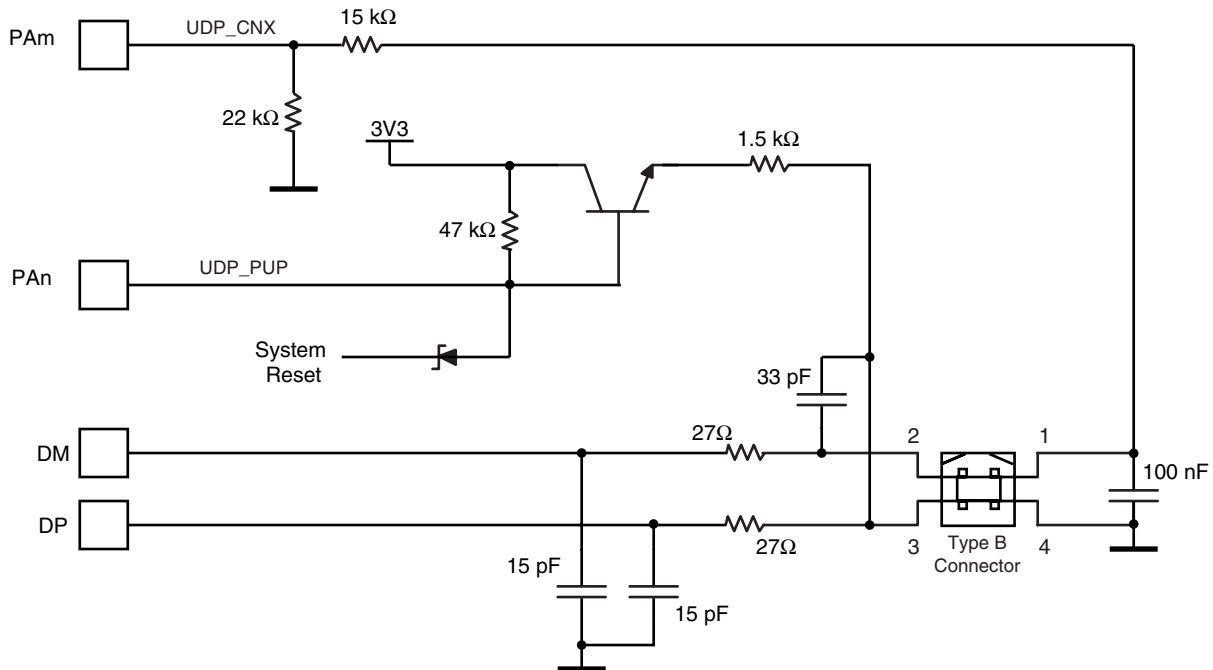 15 kΩ
PAm
UDP_CNX
22 kΩ
3V3
1.5 kΩ
47 kΩ
PAn
UDP_PUP
System
Reset
33 pF
DM
27Ω
2
1
100 nF
DP
27Ω
3
4
Type B
Connector
15 pF
15 pF